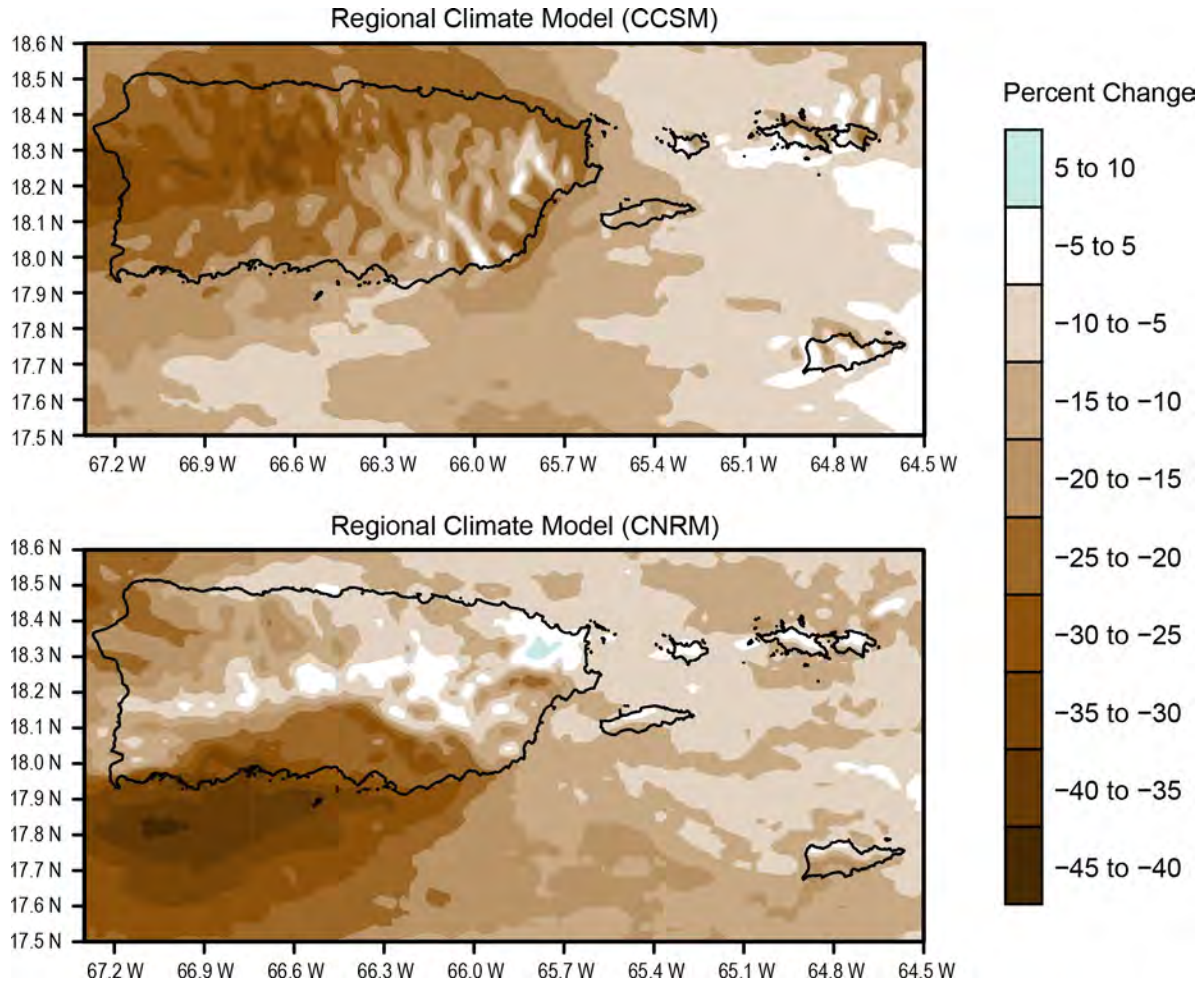 Regional Climate Model (CCSM)
18.6 N
18.5 N
18.4 N
18.3 N
18.2 N
18.1 N
18.0 N
17.9 N
17.8 N
17.7 N
17.6 N
17.5 N
67.2 W 66.9 W 66.6 W 66.3 W 66.0 W 65.7 W 65.4 W 65.1 W 64.8 W 64.5 W
Regional Climate Model (CNRM)
18.6 N
18.5 N
18.4 N
18.3 N
18.2 N
18.1 N
18.0 N
17.9 N
17.8 N
17.7 N
17.6 N
17.5 N
67.2 W 66.9 W 66.6 W 66.3 W 66.0 W 65.7 W 65.4 W 65.1 W 64.8 W 64.5 W
Percent Change
5 to 10
−5 to 5
−10 to −5
−15 to −10
−20 to −15
−25 to −20
−30 to −25
−35 to −30
−40 to −35
−45 to −40